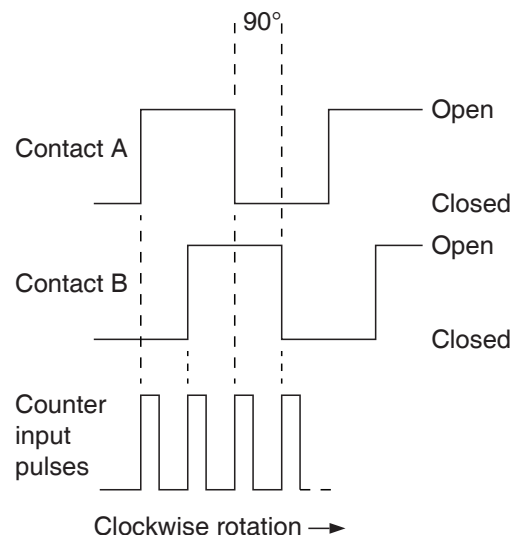 90°
Open
Contact A
Closed
Open
Contact B
Closed
Counter
input
pulses
Clockwise rotation →